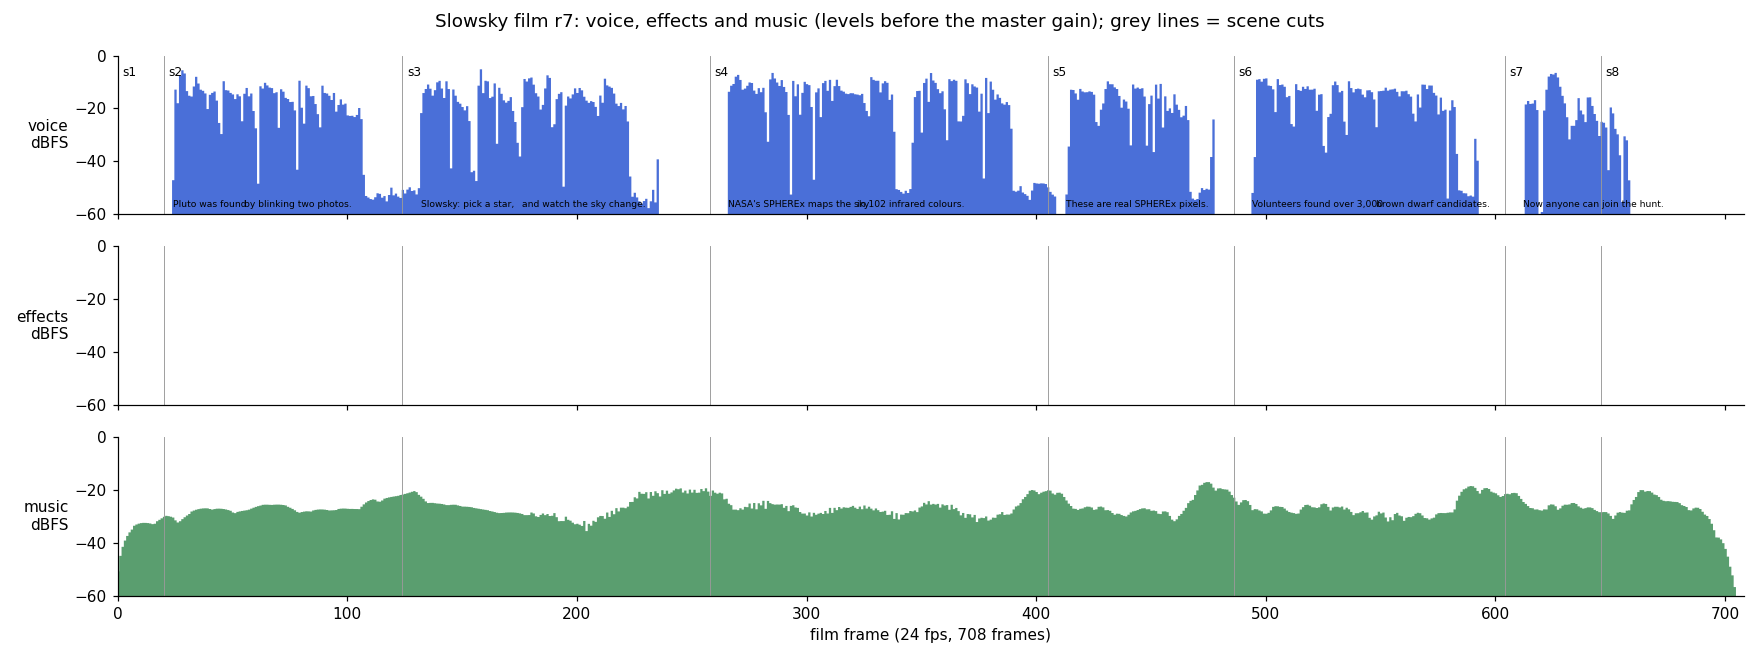 Slowsky film r7: voice, effects and music (levels before the master gain); grey lines = scene cuts
s1 s2 s3 s4 s5 s6 s7 s8
0
−20
−40
−60
voice
dBFS
Pluto was found by blinking two photos. Slowsky: pick a star, and watch the sky change. NASA's SPHEREx maps the sky in 102 infrared colours. These are real SPHEREx pixels. Volunteers found over 3,000 brown dwarf candidates. Now anyone can join the hunt.
0
−20
−40
−60
effects
dBFS
0
−20
−40
−60
music
dBFS
0 100 200 300 400 500 600 700
film frame (24 fps, 708 frames)